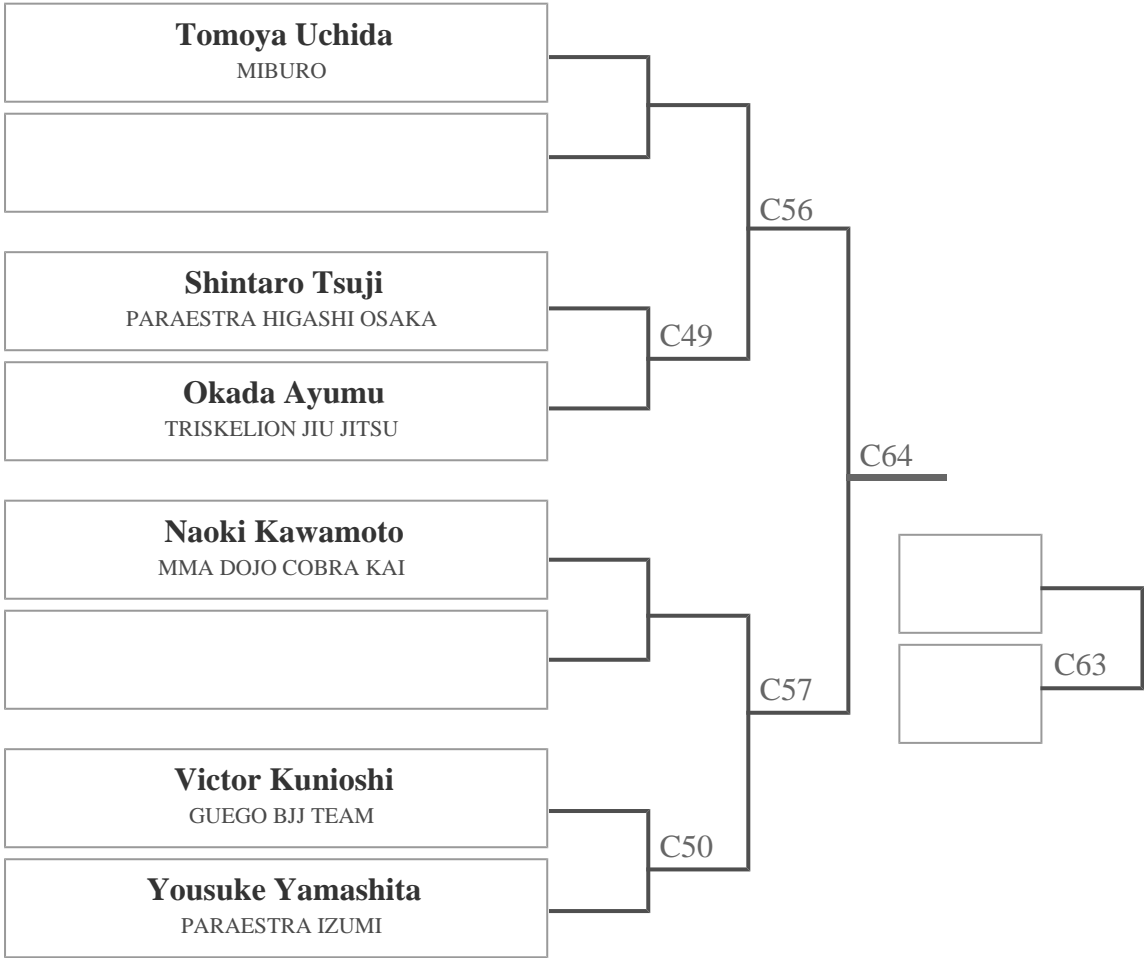 Tomoya Uchida
MIBURO
C56
Shintaro Tsuji
PARAESTRA HIGASHI OSAKA
C49
Okada Ayumu
TRISKELION JIU JITSU
C64
Naoki Kawamoto
MMA DOJO COBRA KAI
C63
C57
Victor Kunioshi
GUEGO BJJ TEAM
C50
Yousuke Yamashita
PARAESTRA IZUMI